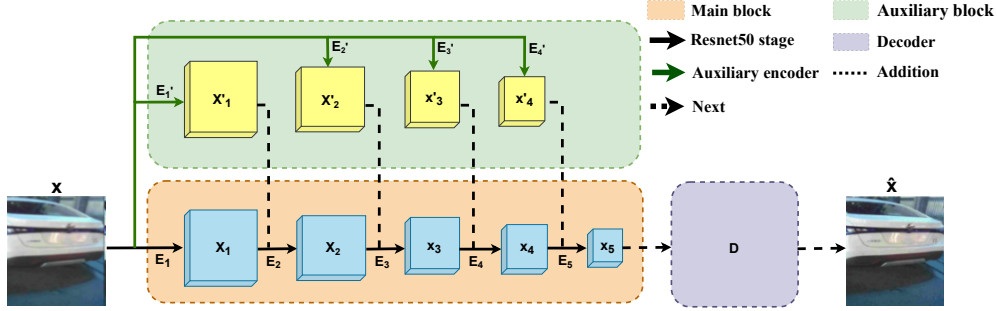 Main block
Auxiliary block
Resnet50 stage
Decoder
Auxiliary encoder
Addition
Next
E₂'
E₃'
E₄'
E₁'
X'₁
X'₂
x'₃
x'₄
x
x̂
X₁
X₂
x₃
x₄
x₅
D
E₁
E₂
E₃
E₄
E₅